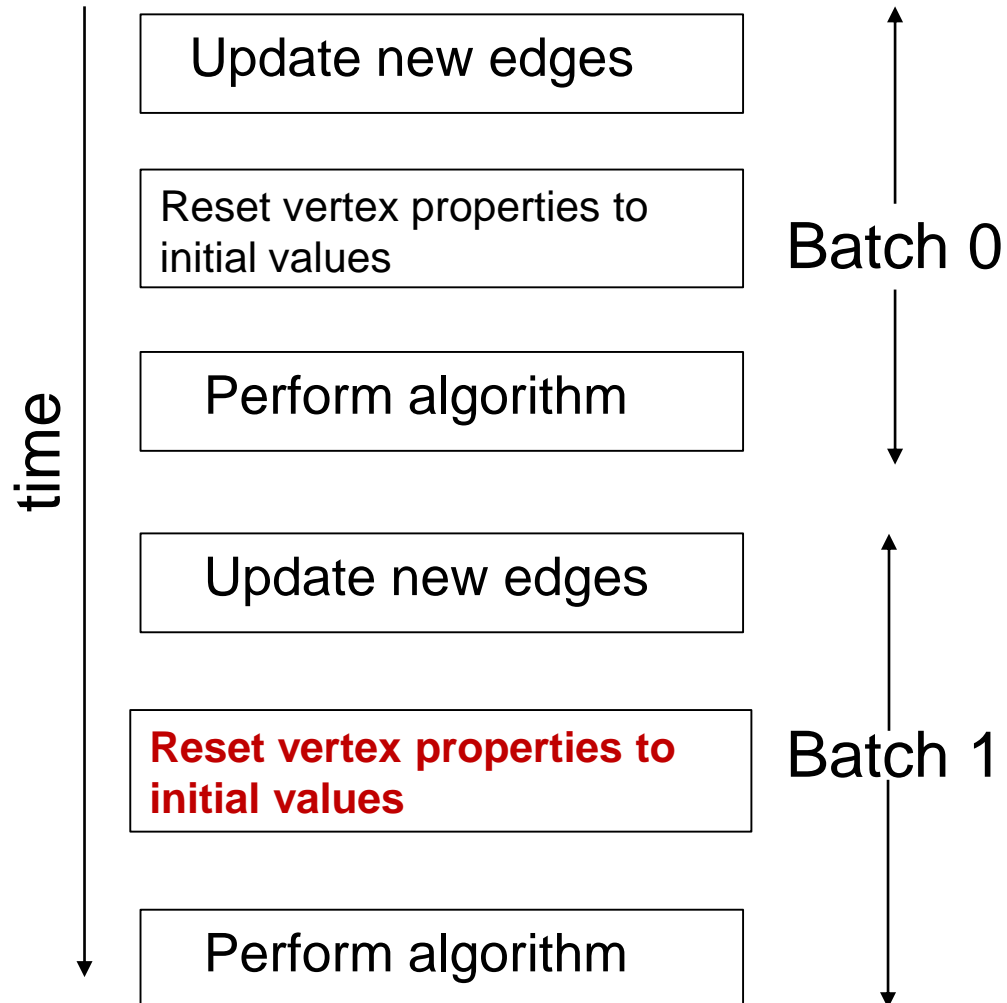 Update new edges
Reset vertex properties to
initial values
Batch 0
Perform algorithm
time
Update new edges
Reset vertex properties to
initial values
Batch 1
Perform algorithm